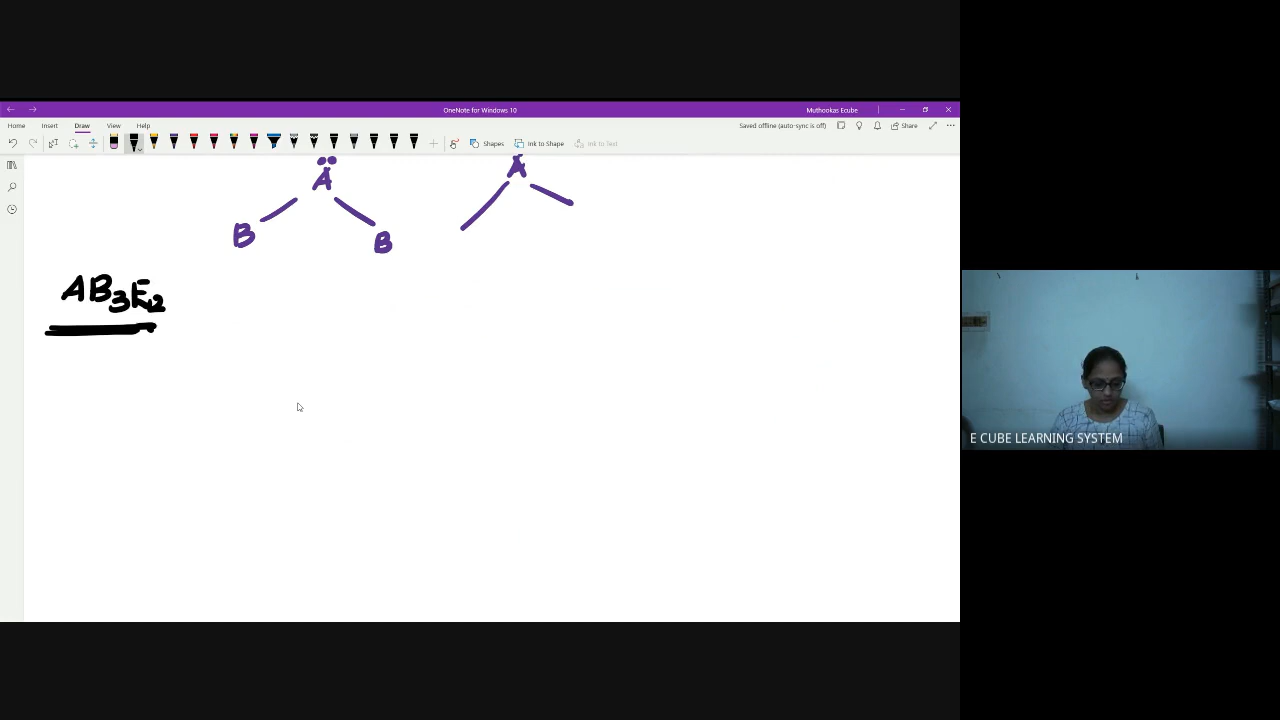 OneNote for Windows 10
Muthookas Ecube
Home Insert Draw View Help
Saved offline (auto-sync is off)
Share
Shapes
Ink to Shape
Ink to Text
A
A
B
B
AB₃E₂
E CUBE LEARNING SYSTEM